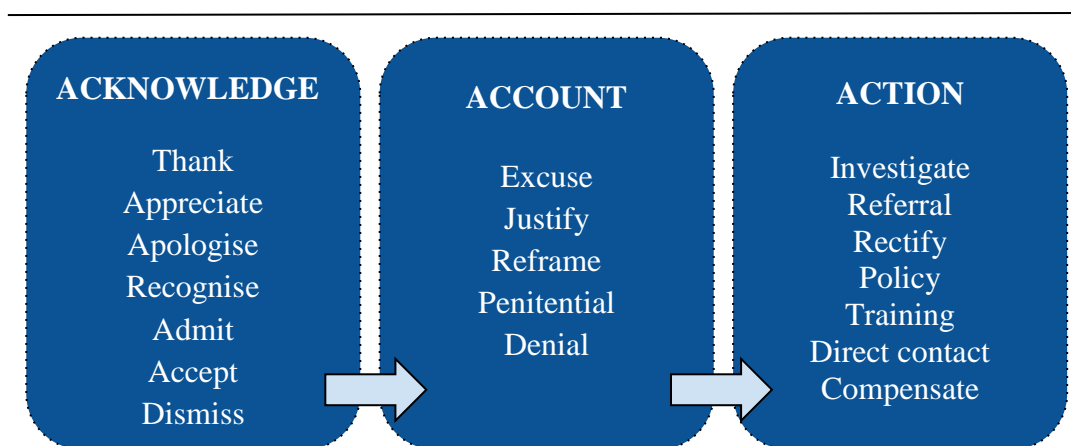 ACKNOWLEDGE
Thank
Appreciate
Apologise
Recognise
Admit
Accept
Dismiss
ACCOUNT
Excuse
Justify
Reframe
Penitential
Denial
ACTION
Investigate
Referral
Rectify
Policy
Training
Direct contact
Compensate